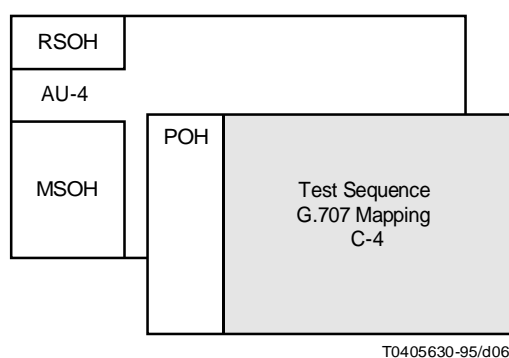 RSOH
AU-4
MSOH
POH
Test Sequence
G.707 Mapping
C-4
T0405630-95/d06